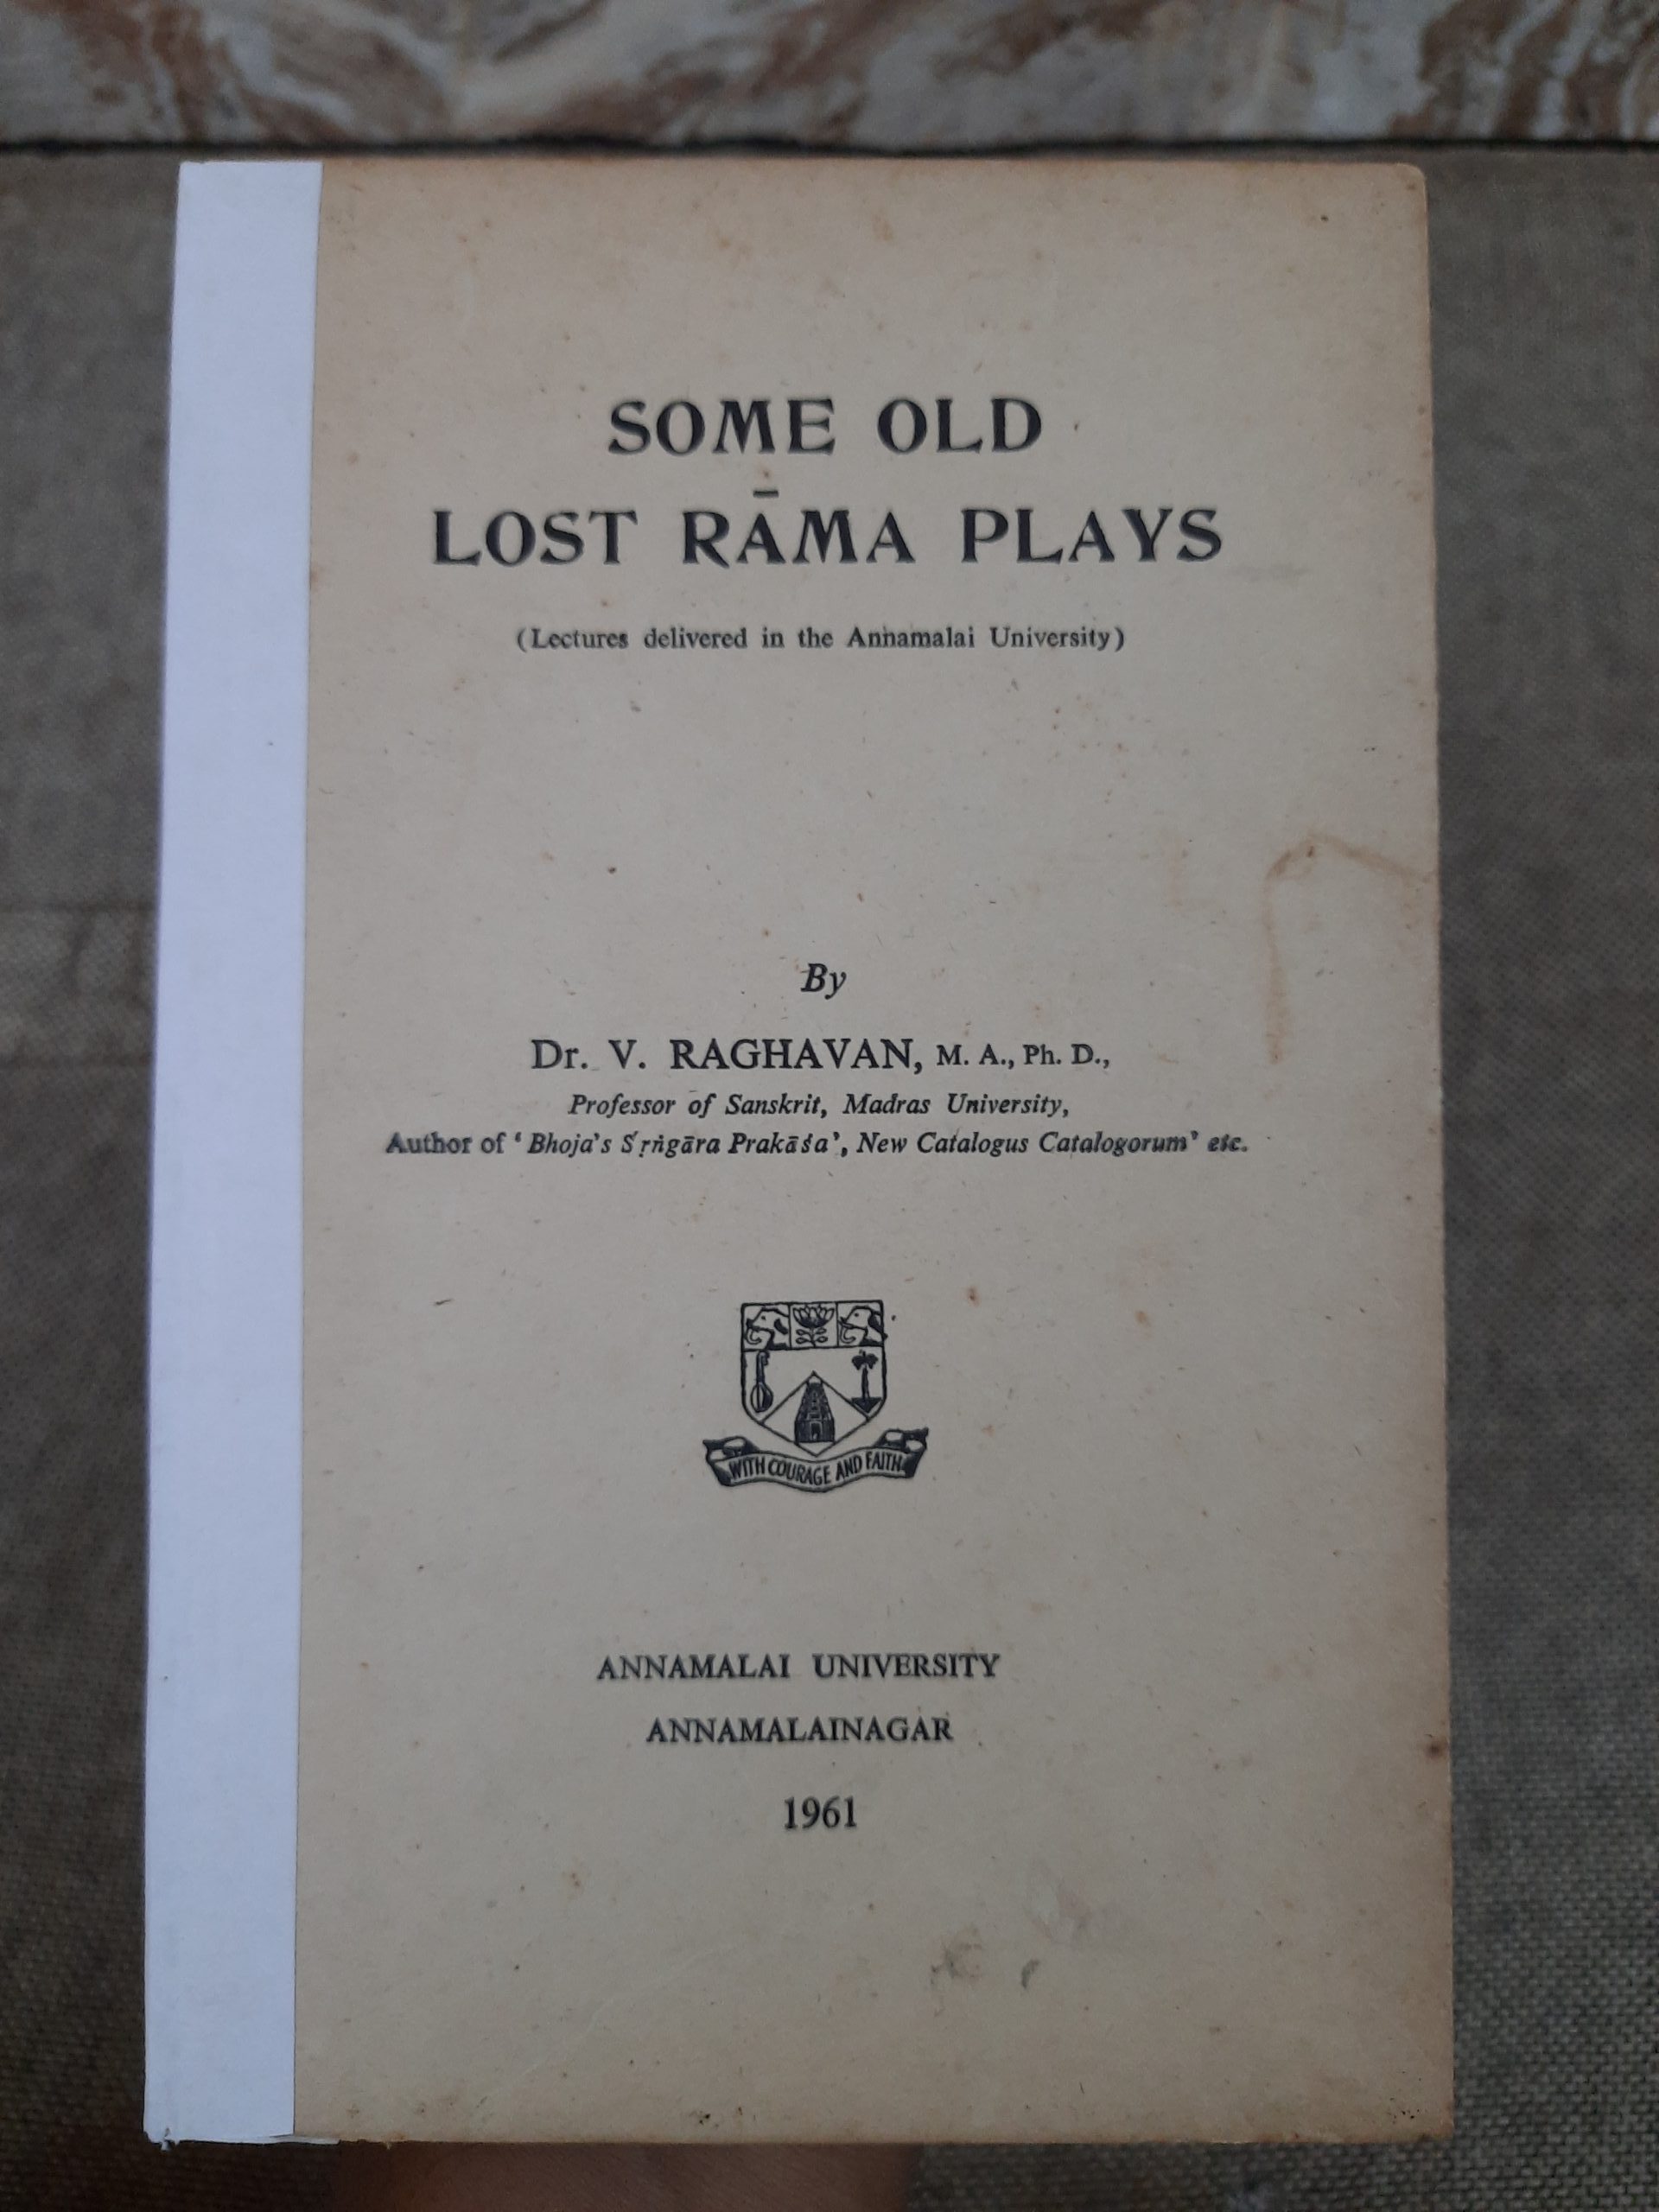 SOME OLD
LOST RĀMA PLAYS
(Lectures delivered in the Annamalai University)
By
Dr. V. RAGHAVAN, M. A., Ph. D.,
Professor of Sanskrit, Madras University,
Author of ‘ Bhoja's Śṛṅgāra Prakāśa’, New Catalogus Catalogorum’ etc.
WITH COURAGE AND FAITH
ANNAMALAI UNIVERSITY
ANNAMALAINAGAR
1961